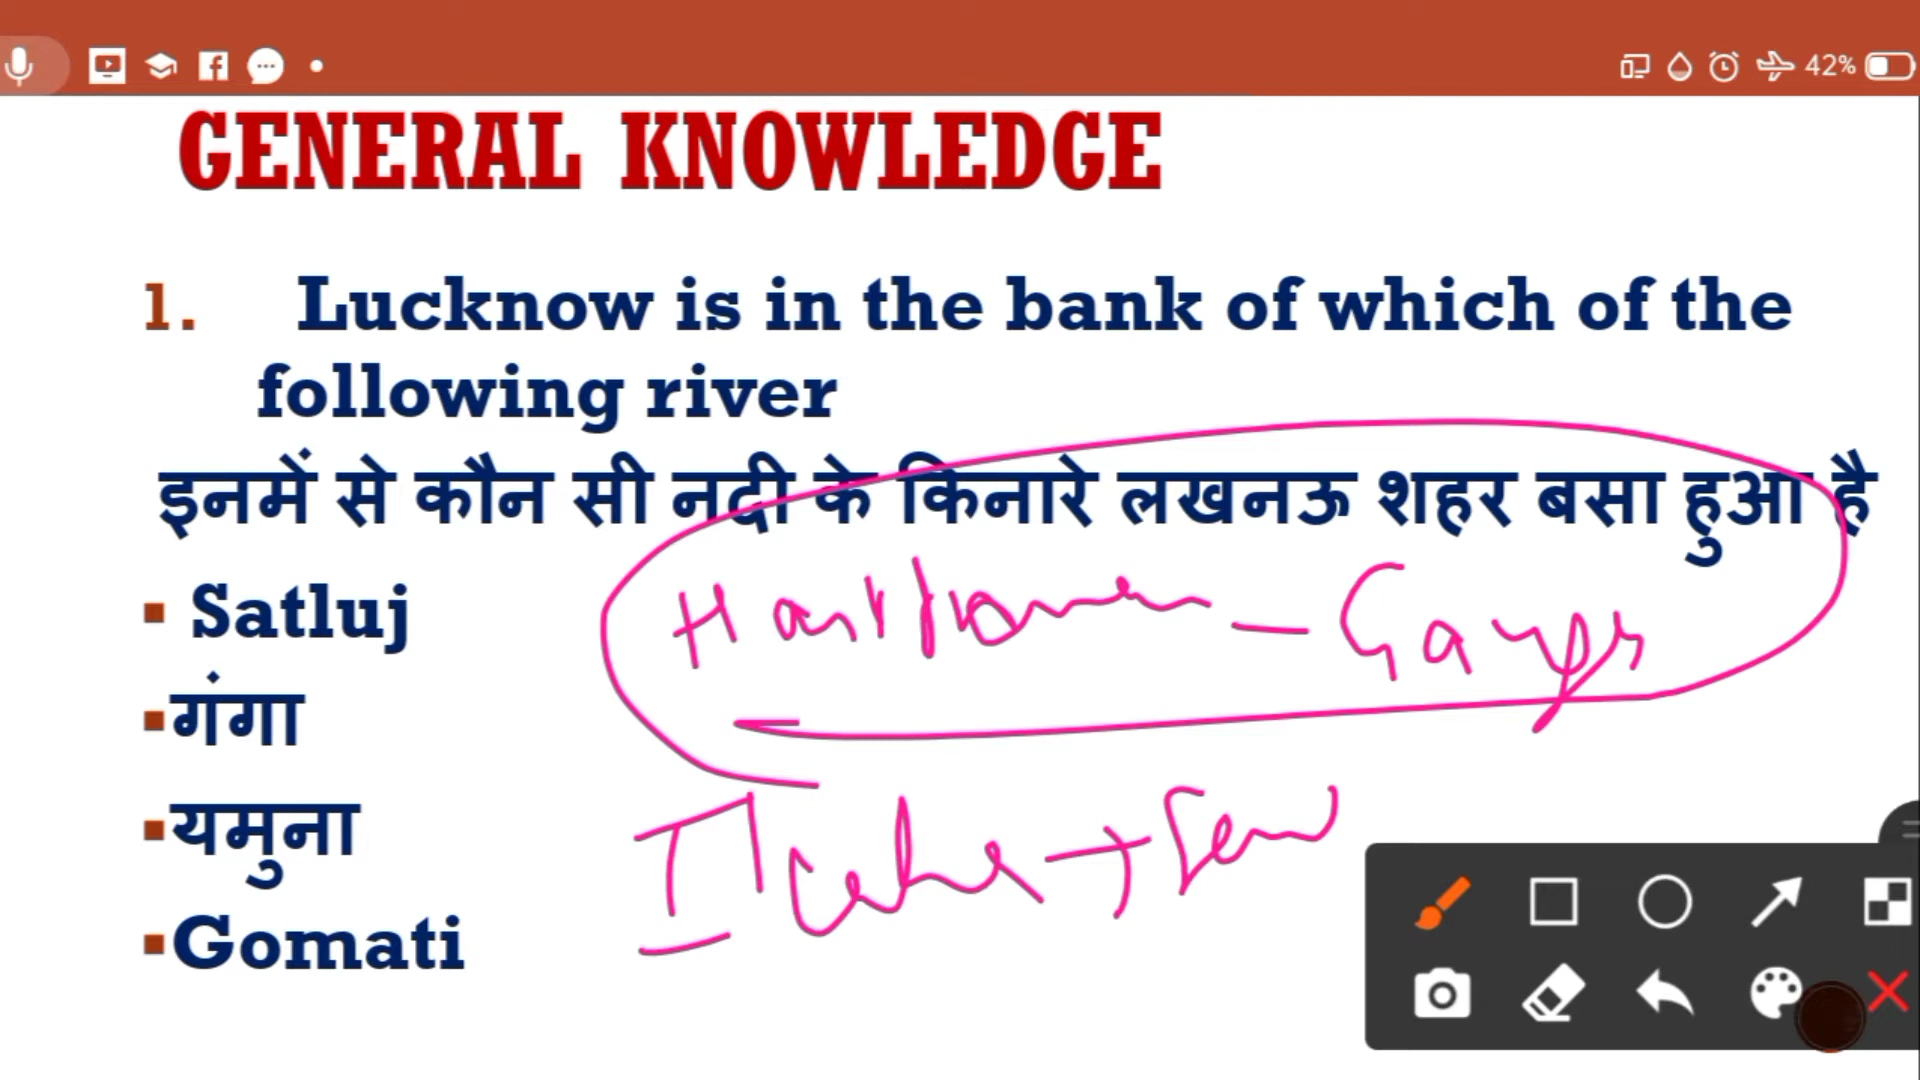 42%
GENERAL KNOWLEDGE
1. Lucknow is in the bank of which of the
following river
इनमें से कौन सी नदी के किनारे लखनऊ शहर बसा हुआ है
▪ Satluj
▪गंगा
▪यमुना
▪Gomati